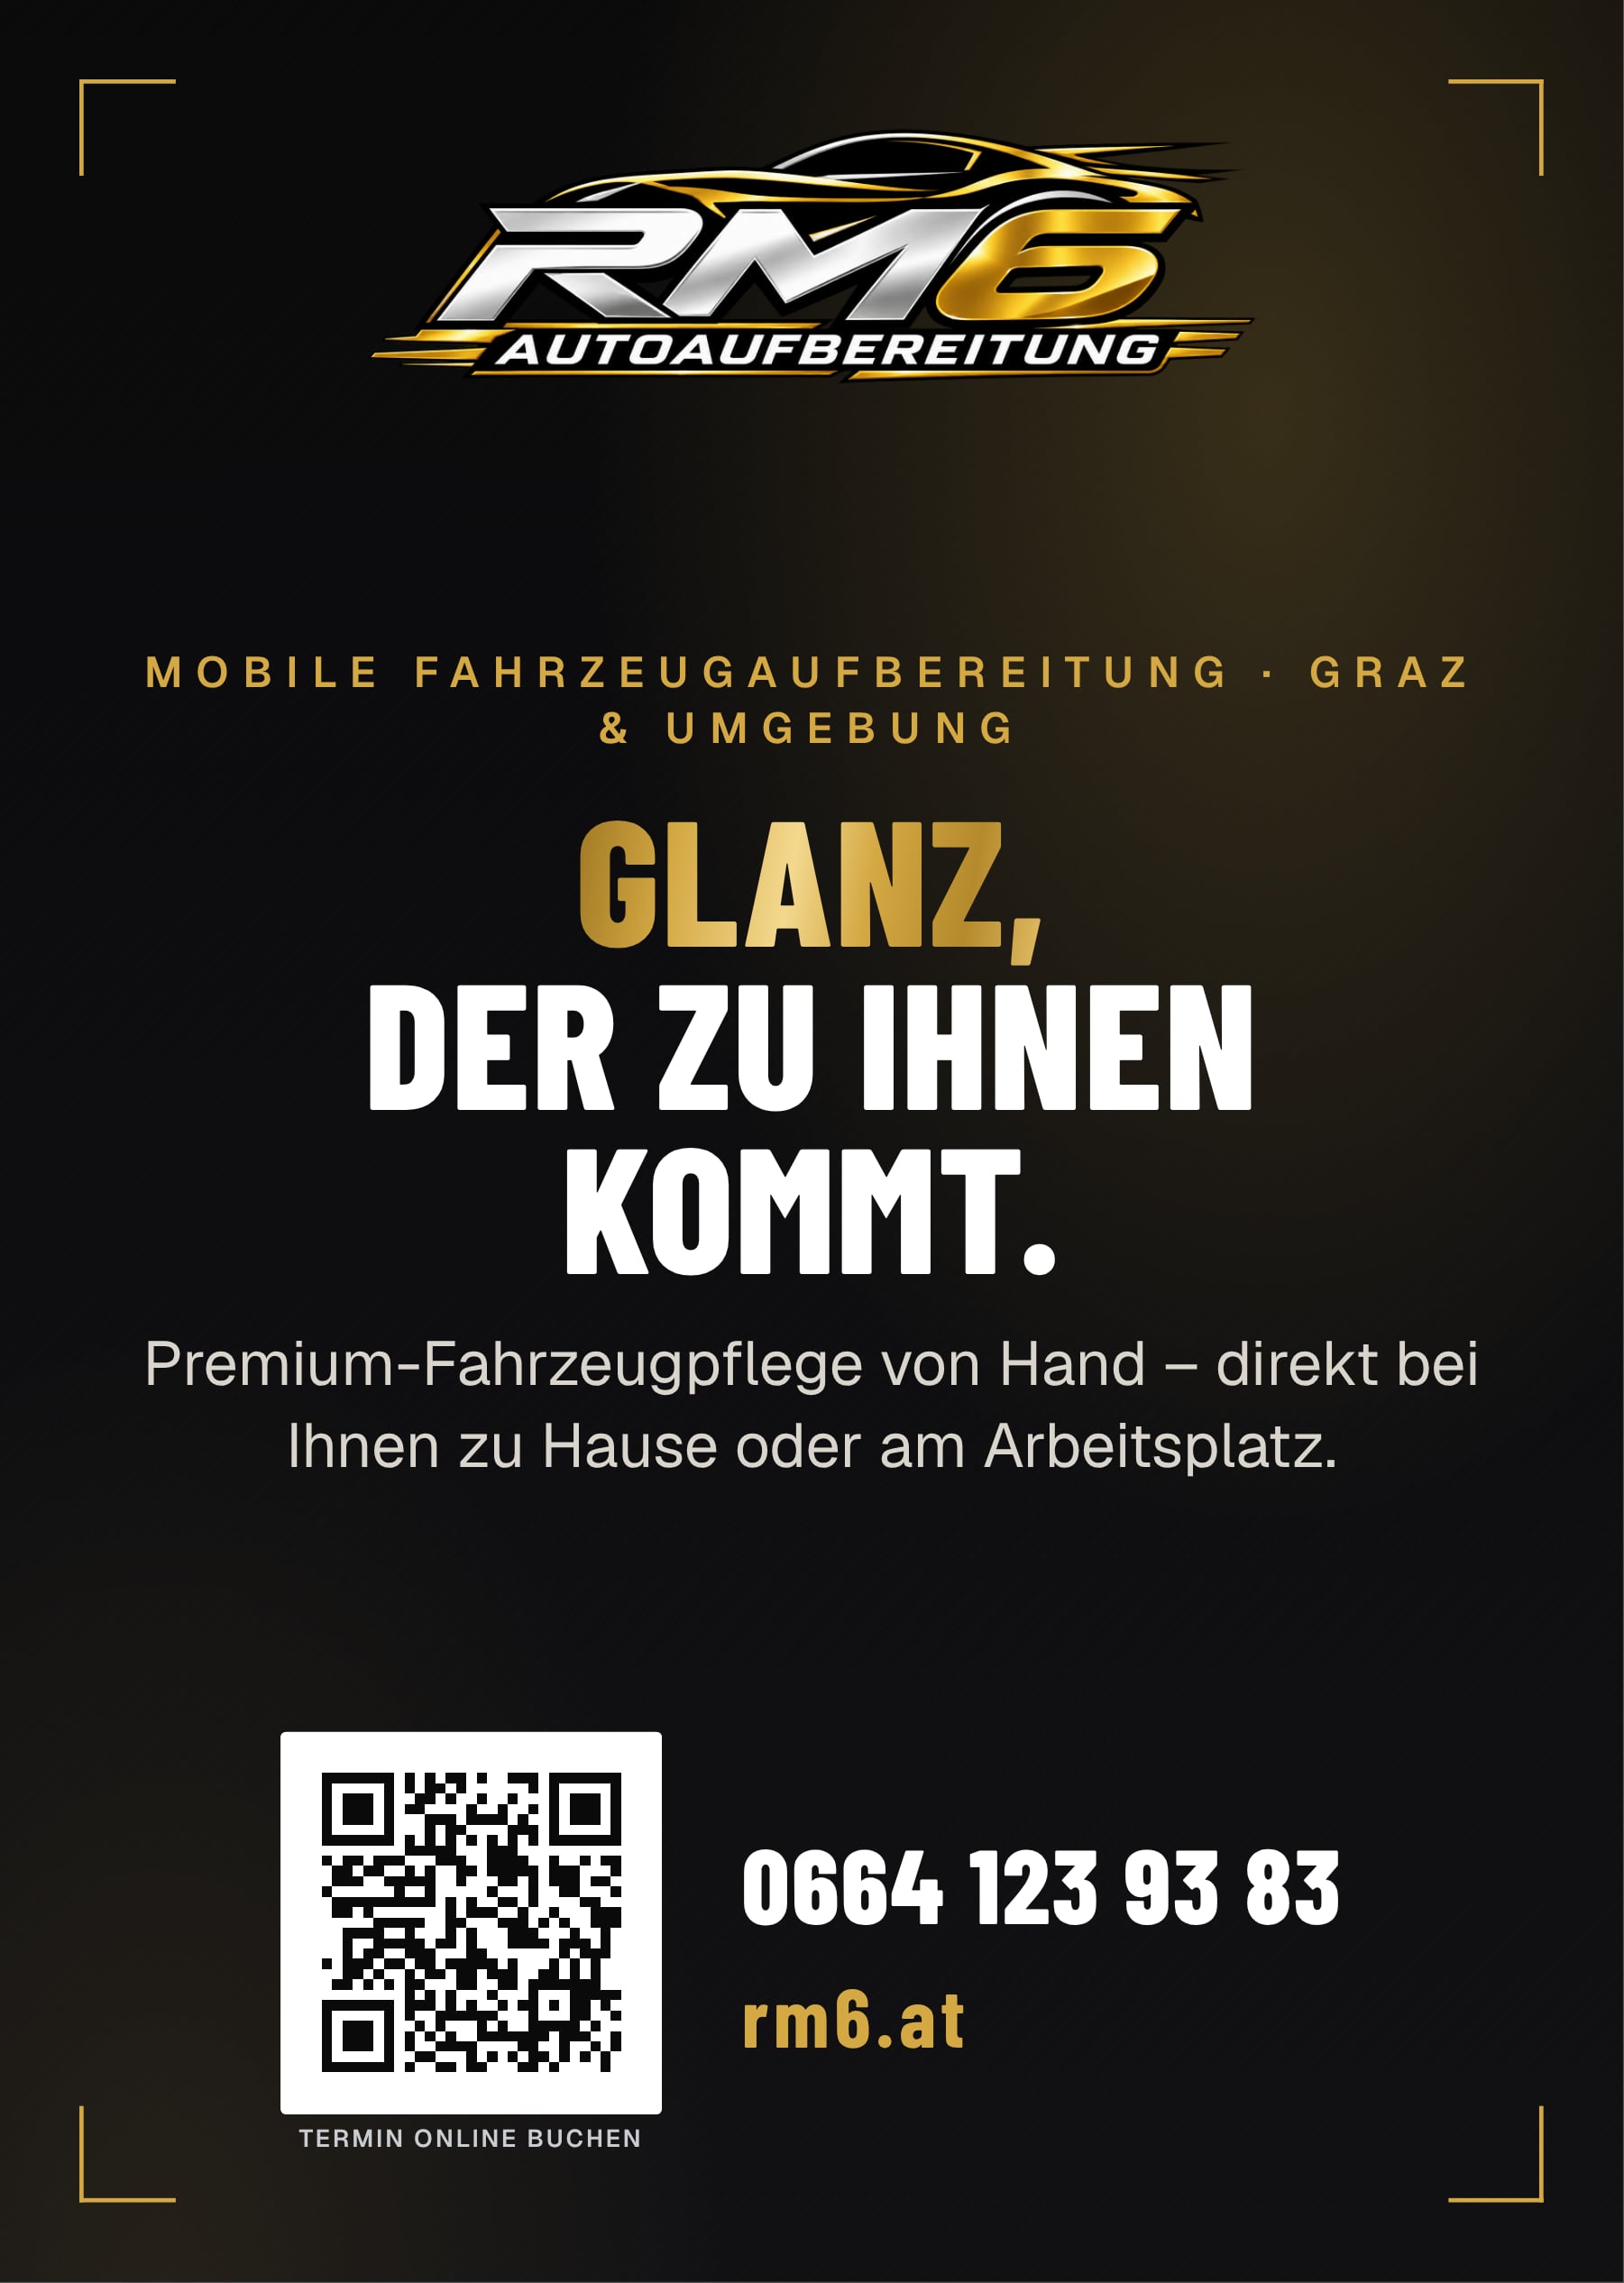 RM6
AUTOAUFBEREITUNG
MOBILE FAHRZEUGAUFBEREITUNG · GRAZ
& UMGEBUNG
GLANZ,
DER ZU IHNEN
KOMMT.
Premium-Fahrzeugpflege von Hand – direkt bei
Ihnen zu Hause oder am Arbeitsplatz.
0664 123 93 83
rm6.at
TERMIN ONLINE BUCHEN